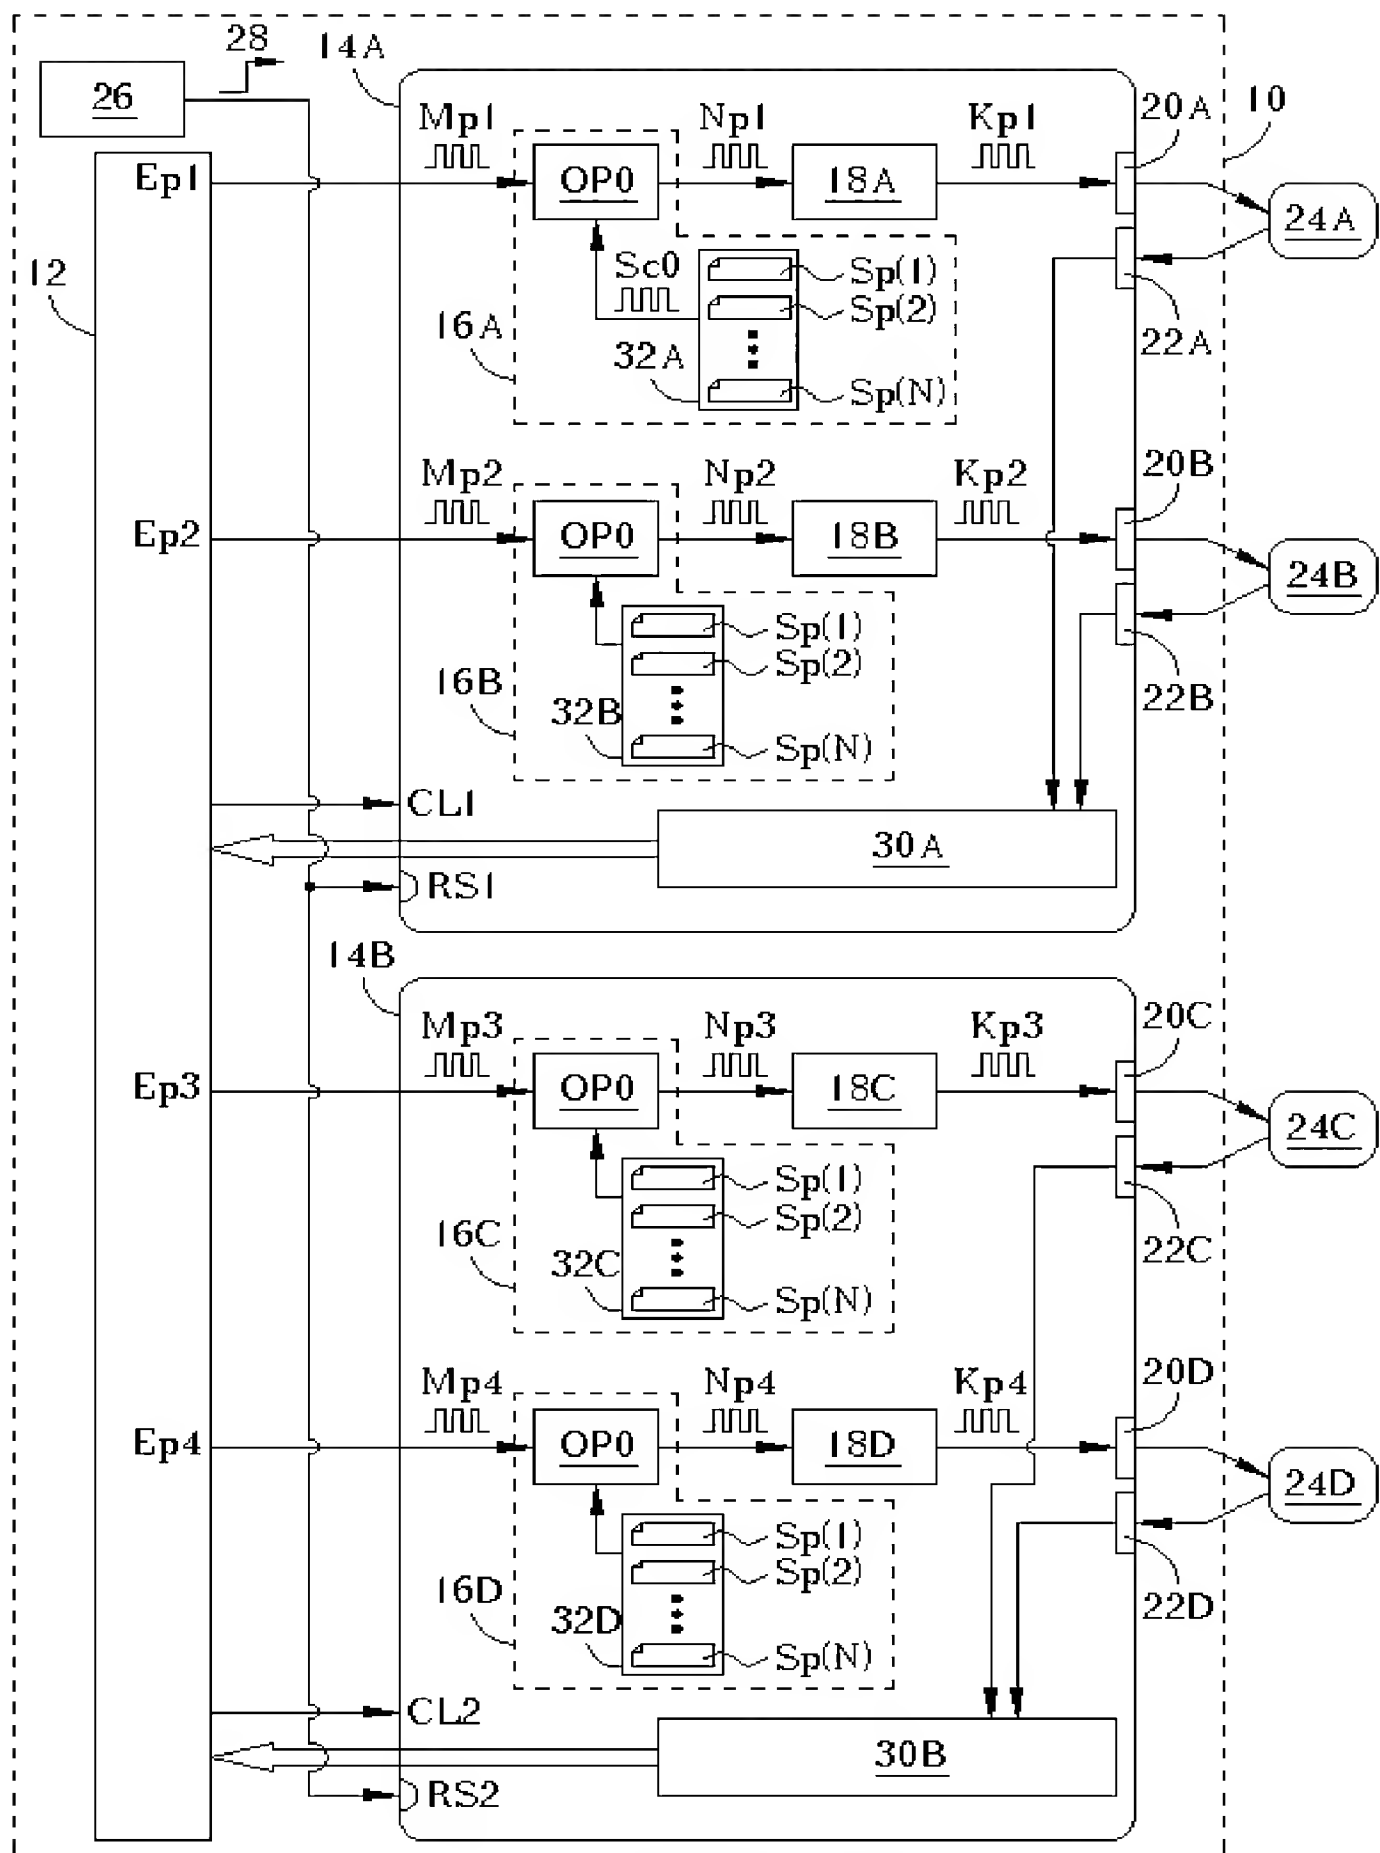 28
14A
26
Mp1
Np1
Kp1
20A
10
Ep1
OP0
18A
24A
12
Sc0
Sp(1)
Sp(2)
16A
32A
22A
Sp(N)
Mp2
Np2
Kp2
20B
Ep2
OP0
18B
24B
Sp(1)
Sp(2)
16B
32B
22B
Sp(N)
CL1
30A
RS1
14B
Mp3
Np3
Kp3
20C
Ep3
OP0
18C
24C
Sp(1)
Sp(2)
16C
32C
22C
Sp(N)
Mp4
Np4
Kp4
20D
Ep4
OP0
18D
24D
Sp(1)
Sp(2)
16D
32D
22D
Sp(N)
CL2
30B
RS2